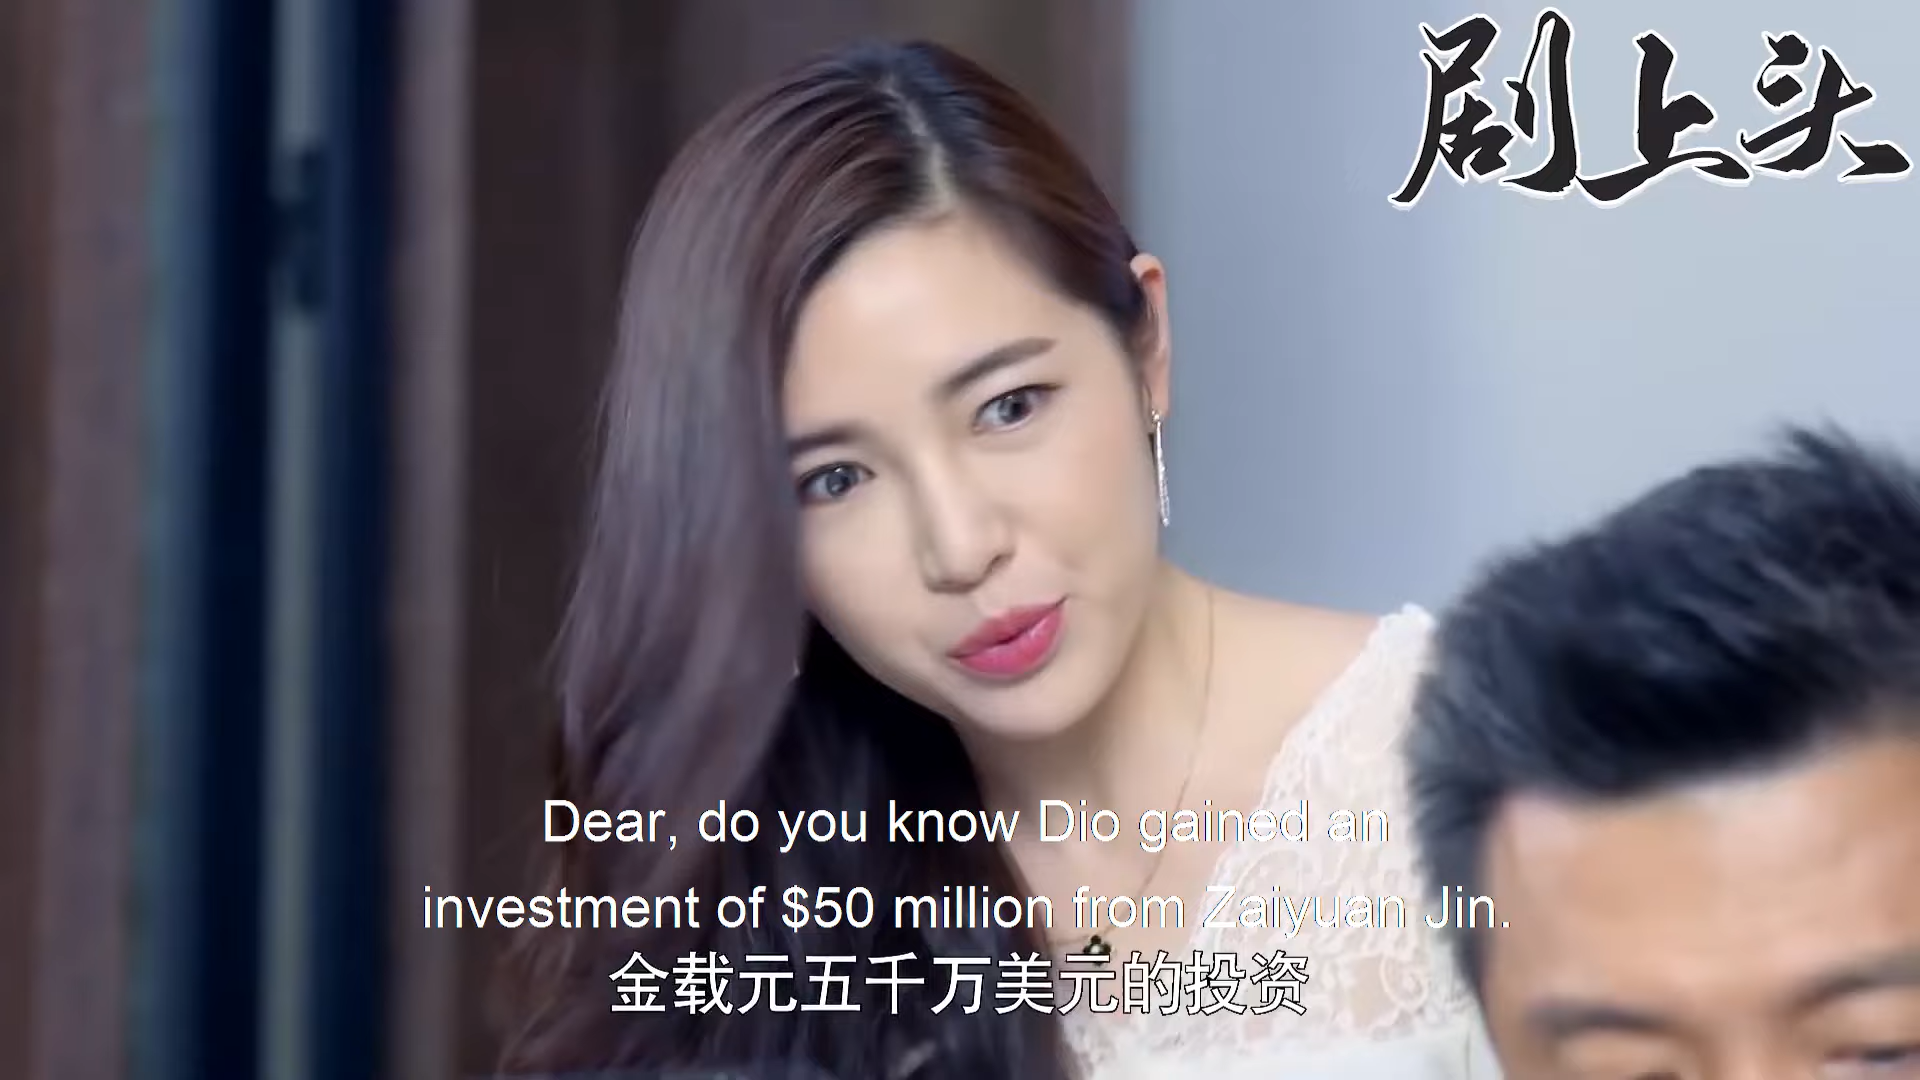 剧上头
Dear, do you know Dio gained an
investment of $50 million from Zaiyuan Jin.
金载元五千万美元的投资